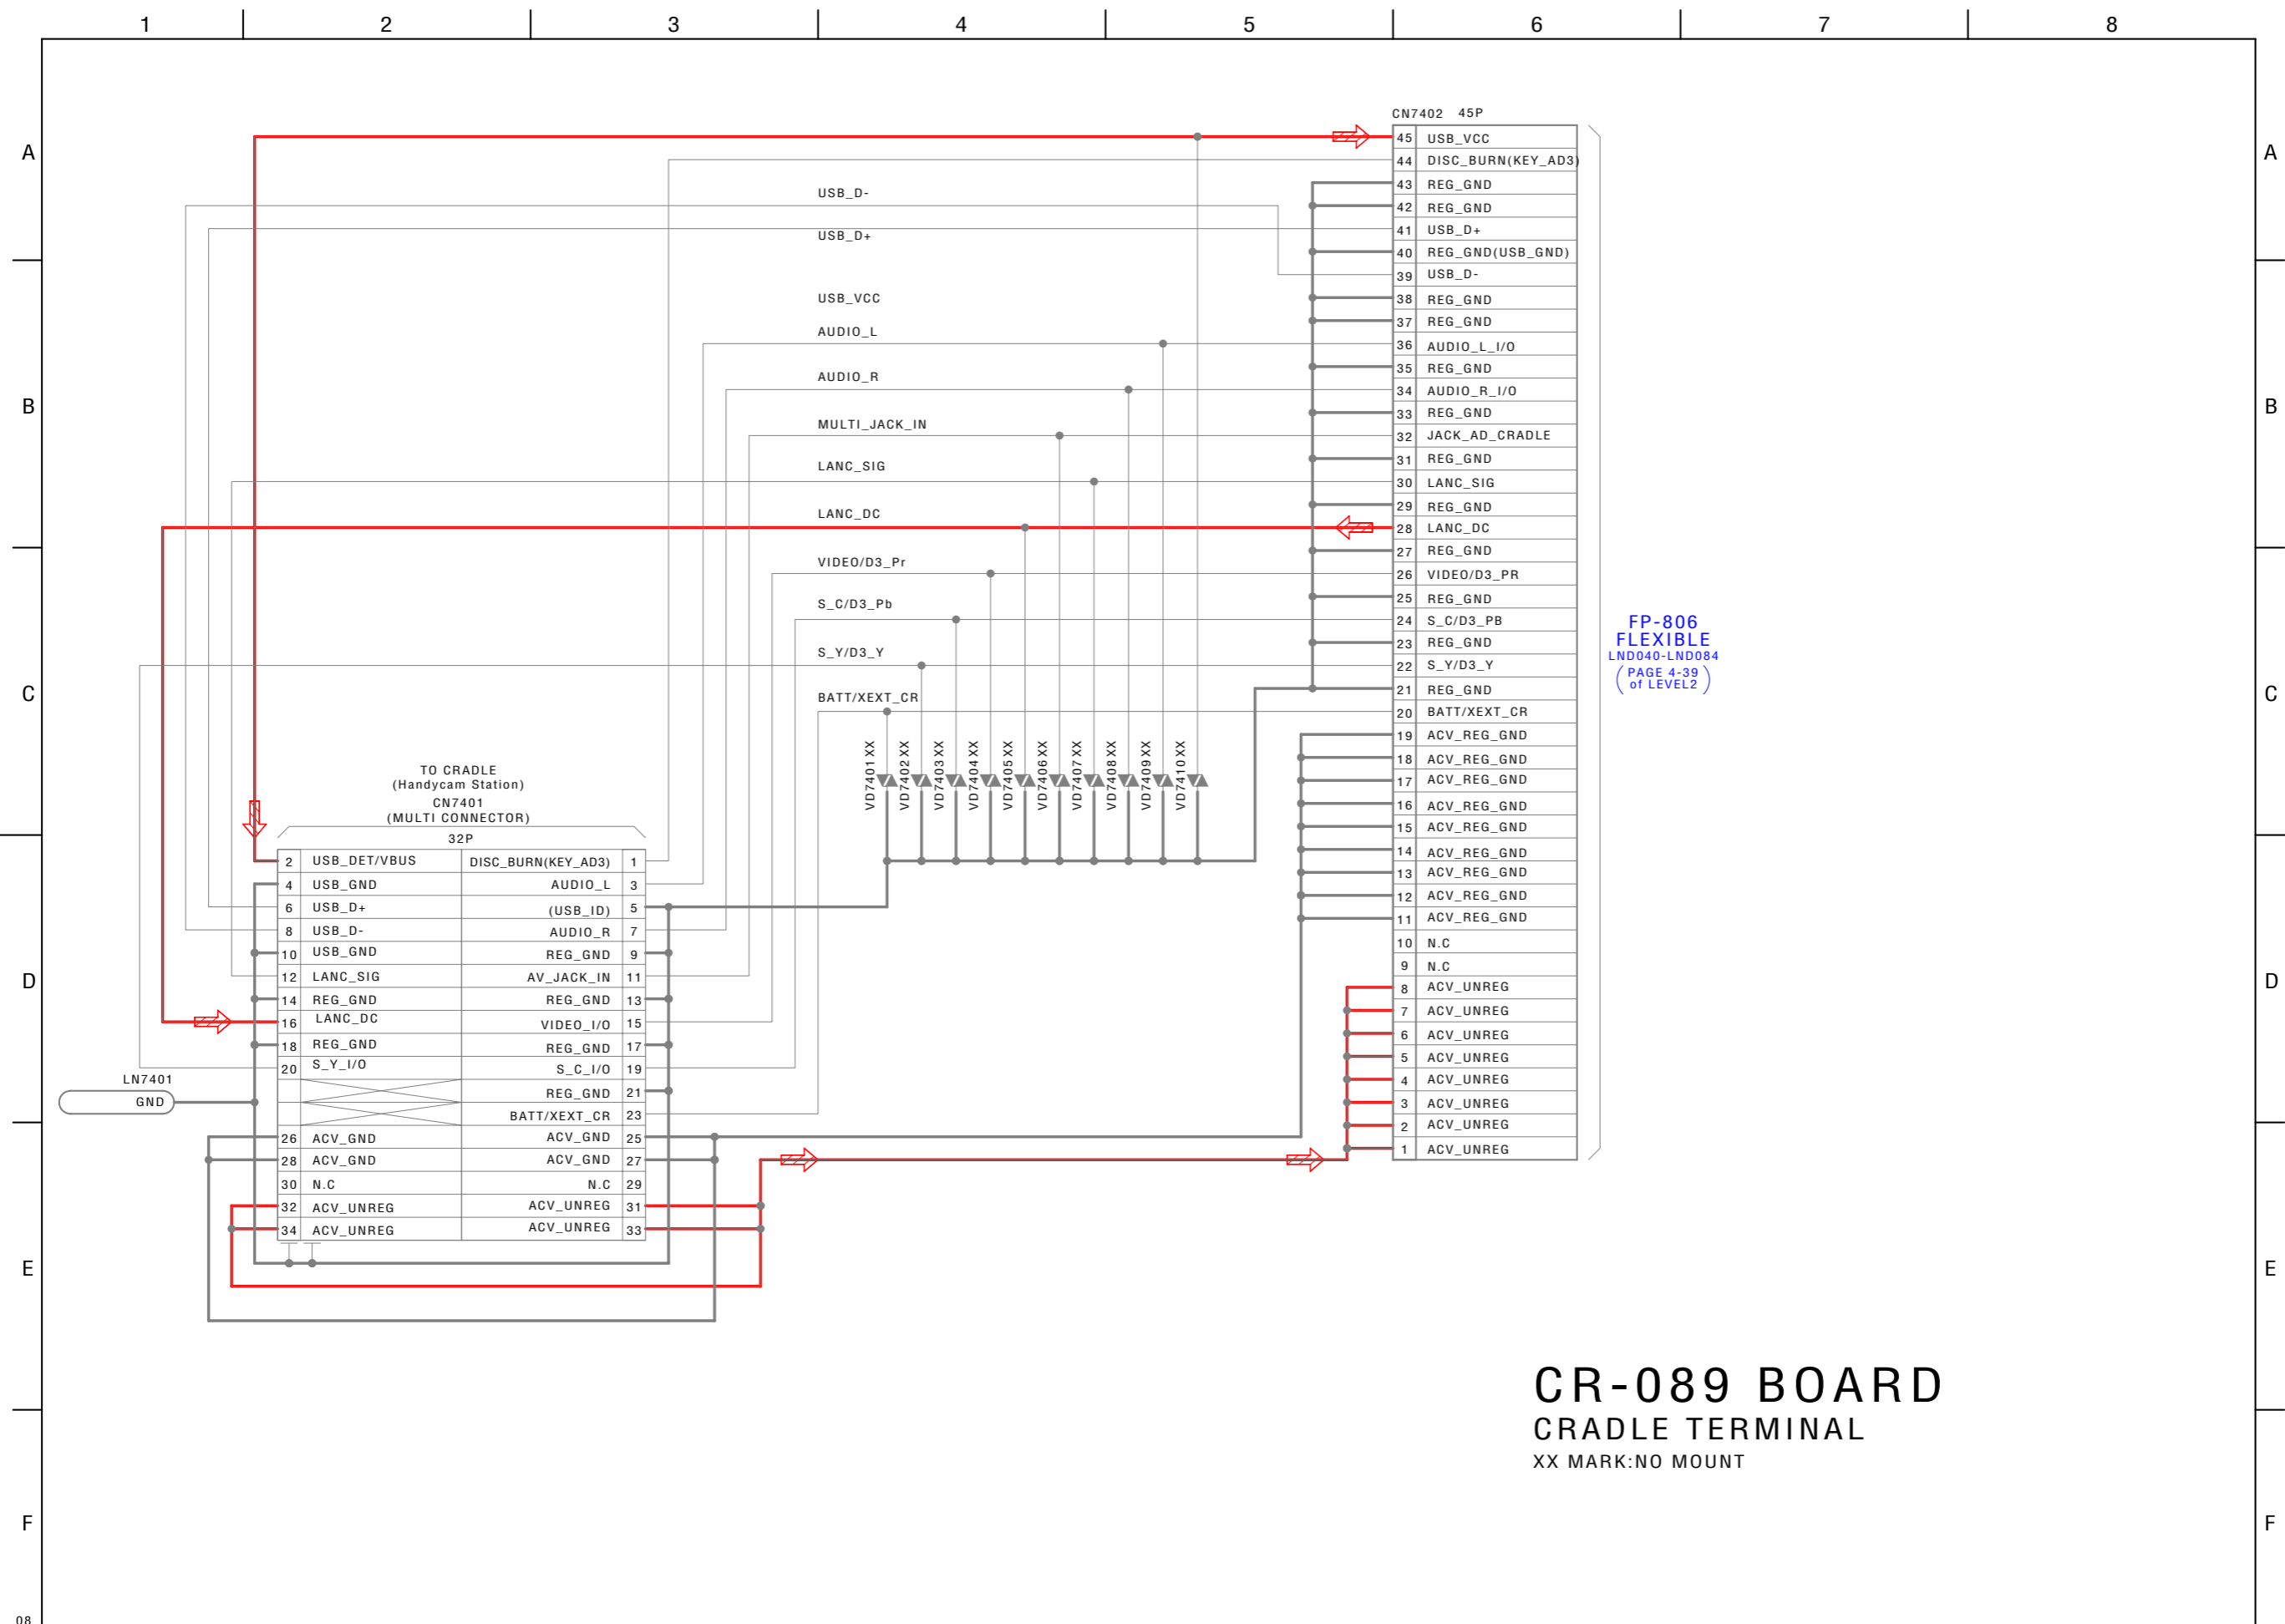 1 2 3 4 5 6 7 8
A A
B B
C C
D D
E E
F F
CN7402 45P
45 USB_VCC
44 DISC_BURN(KEY_AD3)
43 REG_GND
42 REG_GND
41 USB_D+
40 REG_GND(USB_GND)
39 USB_D-
38 REG_GND
37 REG_GND
36 AUDIO_L_I/O
35 REG_GND
34 AUDIO_R_I/O
33 REG_GND
32 JACK_AD_CRADLE
31 REG_GND
30 LANC_SIG
29 REG_GND
28 LANC_DC
27 REG_GND
26 VIDEO/D3_PR
25 REG_GND
24 S_C/D3_PB
23 REG_GND
22 S_Y/D3_Y
21 REG_GND
20 BATT/XEXT_CR
19 ACV_REG_GND
18 ACV_REG_GND
17 ACV_REG_GND
16 ACV_REG_GND
15 ACV_REG_GND
14 ACV_REG_GND
13 ACV_REG_GND
12 ACV_REG_GND
11 ACV_REG_GND
10 N.C
9 N.C
8 ACV_UNREG
7 ACV_UNREG
6 ACV_UNREG
5 ACV_UNREG
4 ACV_UNREG
3 ACV_UNREG
2 ACV_UNREG
1 ACV_UNREG
USB_D-
USB_D+
USB_VCC
AUDIO_L
AUDIO_R
MULTI_JACK_IN
LANC_SIG
LANC_DC
VIDEO/D3_Pr
S_C/D3_Pb
S_Y/D3_Y
BATT/XEXT_CR
VD7401 XX
VD7402 XX
VD7403 XX
VD7404 XX
VD7405 XX
VD7406 XX
VD7407 XX
VD7408 XX
VD7409 XX
VD7410 XX
FP-806
FLEXIBLE
LND040-LND084
(PAGE 4-39
of LEVEL2)
TO CRADLE
(Handycam Station)
CN7401
(MULTI CONNECTOR)
32P
2 USB_DET/VBUS DISC_BURN(KEY_AD3) 1
4 USB_GND AUDIO_L 3
6 USB_D+ (USB_ID) 5
8 USB_D- AUDIO_R 7
10 USB_GND REG_GND 9
12 LANC_SIG AV_JACK_IN 11
14 REG_GND REG_GND 13
16 LANC_DC VIDEO_I/O 15
18 REG_GND REG_GND 17
20 S_Y_I/O S_C_I/O 19
REG_GND 21
BATT/XEXT_CR 23
26 ACV_GND ACV_GND 25
28 ACV_GND ACV_GND 27
30 N.C N.C 29
32 ACV_UNREG ACV_UNREG 31
34 ACV_UNREG ACV_UNREG 33
LN7401
GND
CR-089 BOARD
CRADLE TERMINAL
XX MARK:NO MOUNT
08